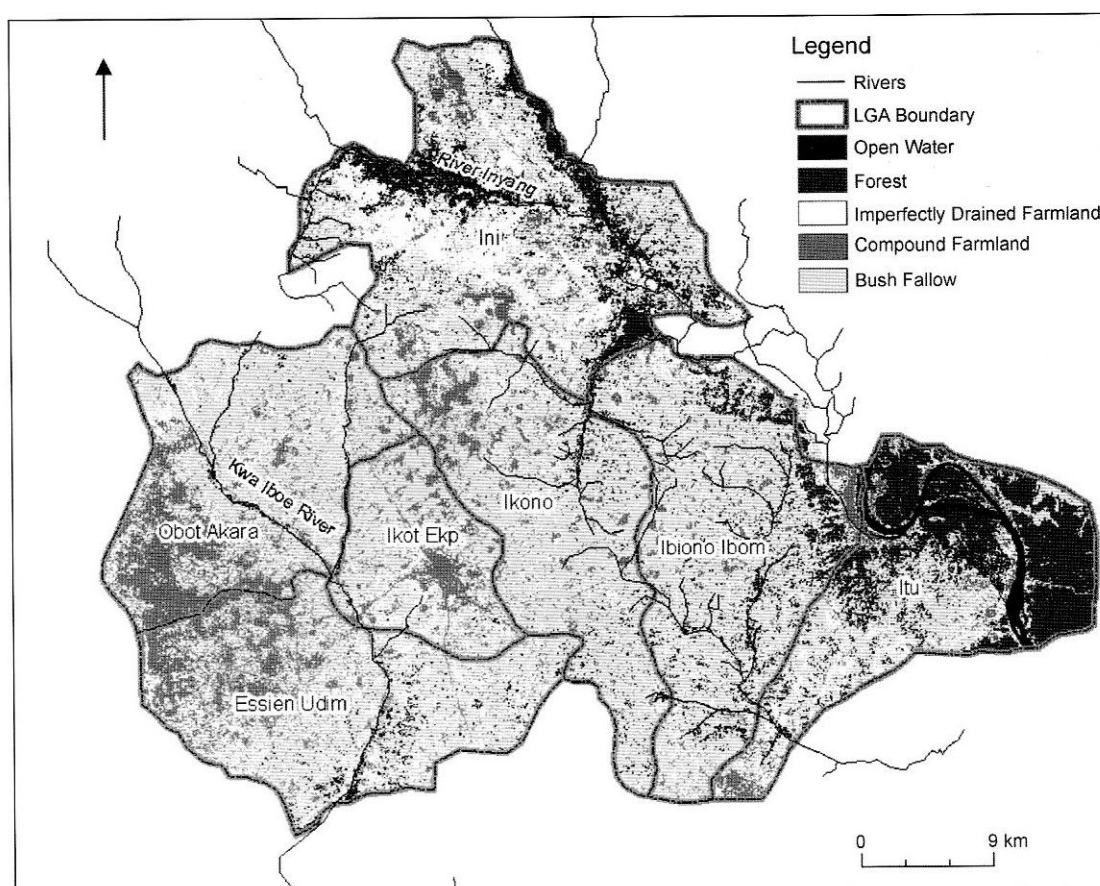 Legend
Rivers
LGA Boundary
Open Water
Forest
Imperfectly Drained Farmland
Compound Farmland
Bush Fallow
River Inyang
Ini
Kwa Iboe River
Obot Akara
Ikot Ekp
Ikono
Ibiono Ibom
Itu
Essien Udim
0 9 km